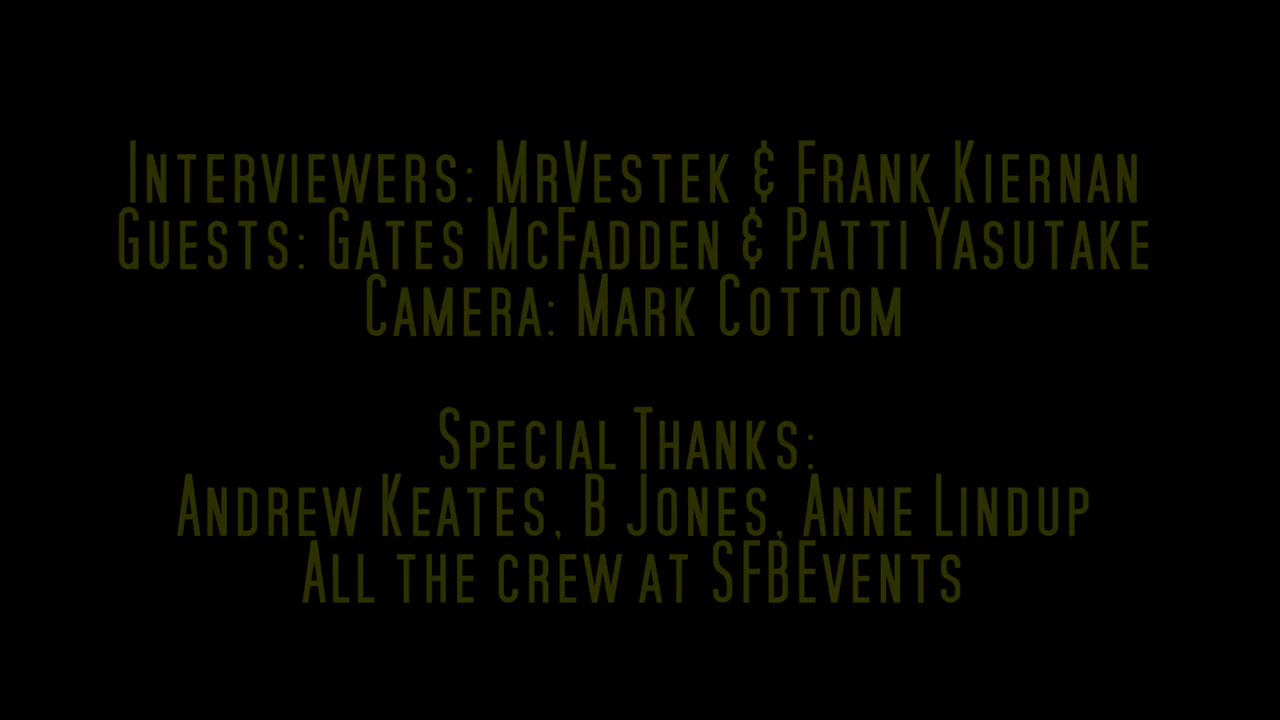 Interviewers: MrVestek & Frank Kiernan
Guests: Gates McFadden & Patti Yasutake
Camera: Mark Cottom
Special Thanks:
Andrew Keates, B Jones, Anne Lindup
All the crew at SFBEvents